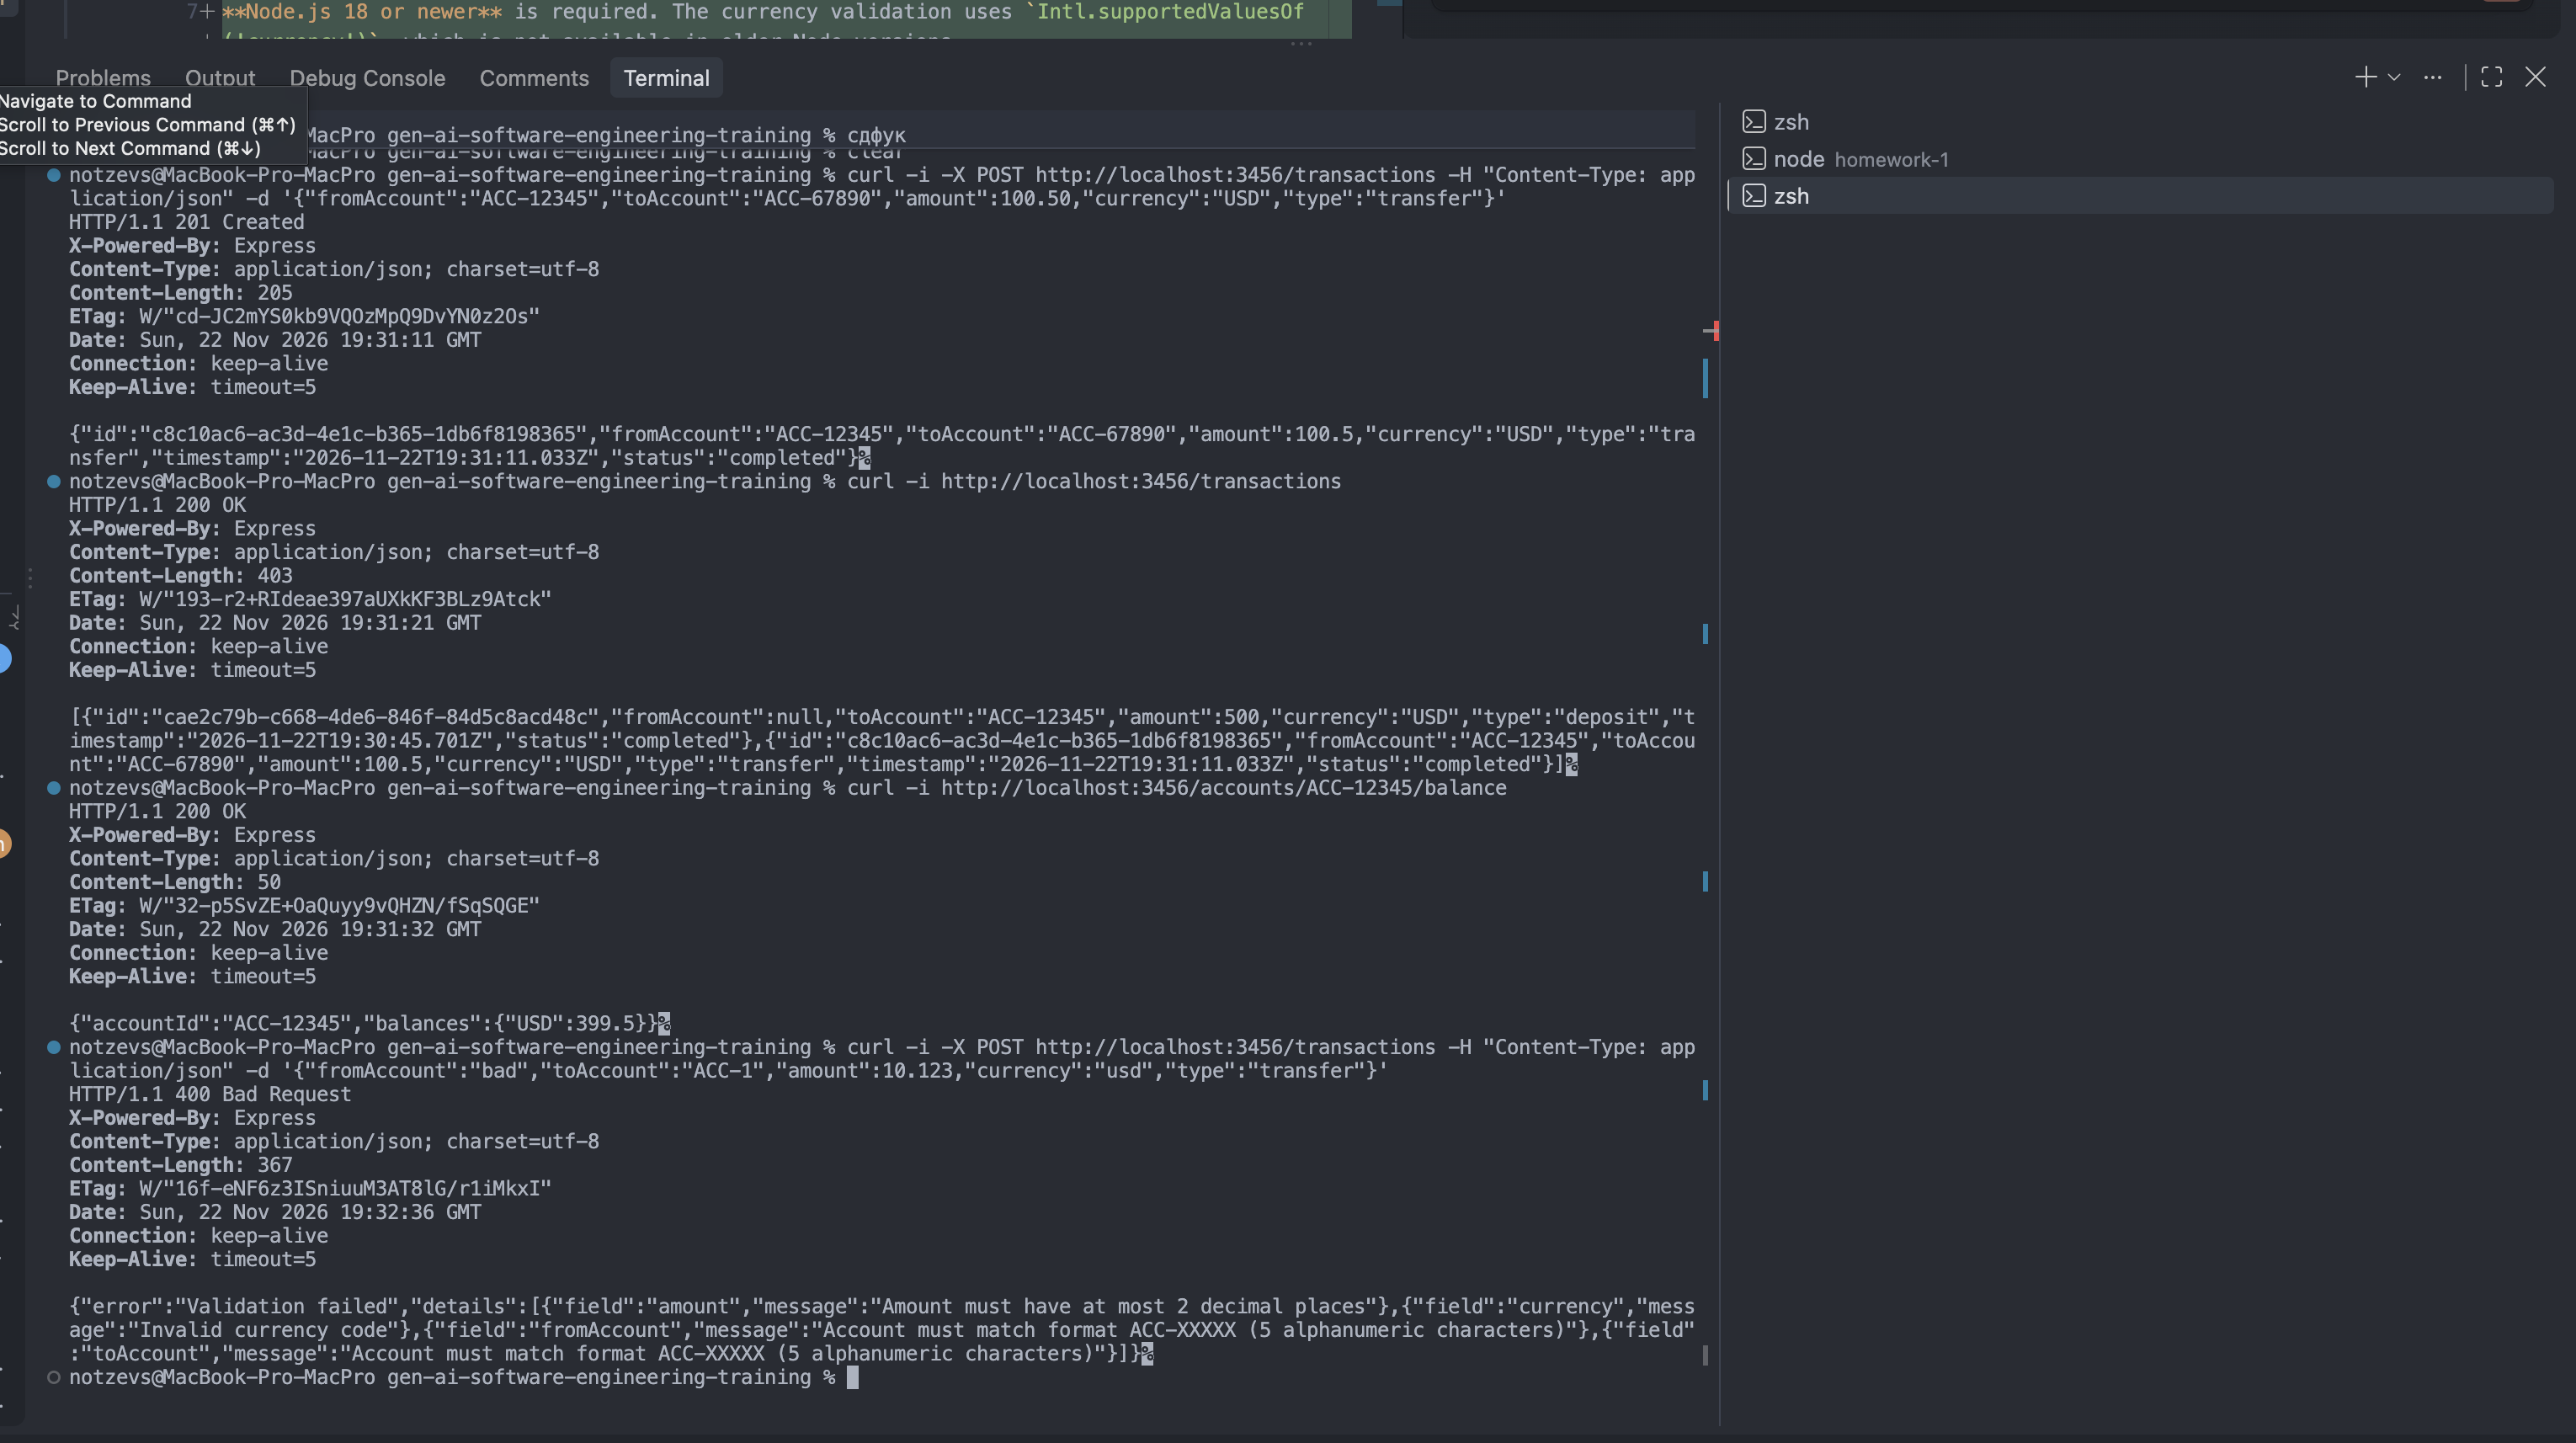 7+ **Node.js 18 or newer** is required. The currency validation uses `Intl.supportedValuesOf
Problems Output Debug Console Comments Terminal
Navigate to Command
Scroll to Previous Command (⌘↑)
Scroll to Next Command (⌘↓)
MacPro gen-ai-software-engineering-training % сдфук
MacPro gen-ai-software-engineering-training % clear
notzevs@MacBook-Pro-MacPro gen-ai-software-engineering-training % curl -i -X POST http://localhost:3456/transactions -H "Content-Type: app
lication/json" -d '{"fromAccount":"ACC-12345","toAccount":"ACC-67890","amount":100.50,"currency":"USD","type":"transfer"}'
HTTP/1.1 201 Created
X-Powered-By: Express
Content-Type: application/json; charset=utf-8
Content-Length: 205
ETag: W/"cd-JC2mYS0kb9VQOzMpQ9DvYN0z2Os"
Date: Sun, 22 Nov 2026 19:31:11 GMT
Connection: keep-alive
Keep-Alive: timeout=5
{"id":"c8c10ac6-ac3d-4e1c-b365-1db6f8198365","fromAccount":"ACC-12345","toAccount":"ACC-67890","amount":100.5,"currency":"USD","type":"tra
nsfer","timestamp":"2026-11-22T19:31:11.033Z","status":"completed"}%
notzevs@MacBook-Pro-MacPro gen-ai-software-engineering-training % curl -i http://localhost:3456/transactions
HTTP/1.1 200 OK
X-Powered-By: Express
Content-Type: application/json; charset=utf-8
Content-Length: 403
ETag: W/"193-r2+RIdeae397aUXkKF3BLz9Atck"
Date: Sun, 22 Nov 2026 19:31:21 GMT
Connection: keep-alive
Keep-Alive: timeout=5
[{"id":"cae2c79b-c668-4de6-846f-84d5c8acd48c","fromAccount":null,"toAccount":"ACC-12345","amount":500,"currency":"USD","type":"deposit","t
imestamp":"2026-11-22T19:30:45.701Z","status":"completed"},{"id":"c8c10ac6-ac3d-4e1c-b365-1db6f8198365","fromAccount":"ACC-12345","toAccou
nt":"ACC-67890","amount":100.5,"currency":"USD","type":"transfer","timestamp":"2026-11-22T19:31:11.033Z","status":"completed"}]%
notzevs@MacBook-Pro-MacPro gen-ai-software-engineering-training % curl -i http://localhost:3456/accounts/ACC-12345/balance
HTTP/1.1 200 OK
X-Powered-By: Express
Content-Type: application/json; charset=utf-8
Content-Length: 50
ETag: W/"32-p5SvZE+OaQuyy9vQHZN/fSqSQGE"
Date: Sun, 22 Nov 2026 19:31:32 GMT
Connection: keep-alive
Keep-Alive: timeout=5
{"accountId":"ACC-12345","balances":{"USD":399.5}}%
notzevs@MacBook-Pro-MacPro gen-ai-software-engineering-training % curl -i -X POST http://localhost:3456/transactions -H "Content-Type: app
lication/json" -d '{"fromAccount":"bad","toAccount":"ACC-1","amount":10.123,"currency":"usd","type":"transfer"}'
HTTP/1.1 400 Bad Request
X-Powered-By: Express
Content-Type: application/json; charset=utf-8
Content-Length: 367
ETag: W/"16f-eNF6z3ISniuuM3AT8lG/r1iMkxI"
Date: Sun, 22 Nov 2026 19:32:36 GMT
Connection: keep-alive
Keep-Alive: timeout=5
{"error":"Validation failed","details":[{"field":"amount","message":"Amount must have at most 2 decimal places"},{"field":"currency","mess
age":"Invalid currency code"},{"field":"fromAccount","message":"Account must match format ACC-XXXXX (5 alphanumeric characters)"},{"field"
:"toAccount","message":"Account must match format ACC-XXXXX (5 alphanumeric characters)"}]}%
notzevs@MacBook-Pro-MacPro gen-ai-software-engineering-training %
zsh
node homework-1
zsh